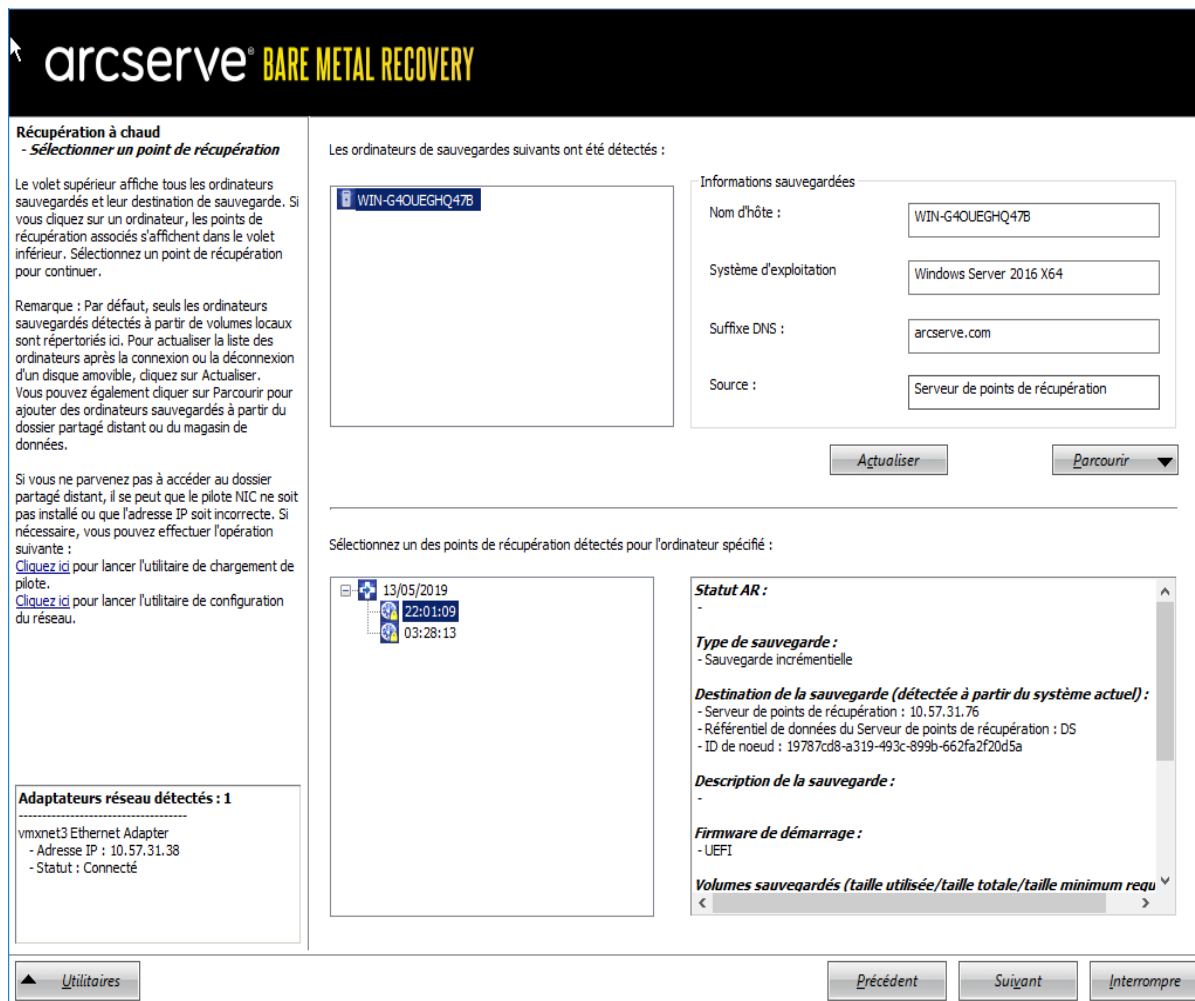 arcserve® BARE METAL RECOVERY
Récupération à chaud
- Sélectionner un point de récupération
Le volet supérieur affiche tous les ordinateurs
sauvegardés et leur destination de sauvegarde. Si
vous cliquez sur un ordinateur, les points de
récupération associés s'affichent dans le volet
inférieur. Sélectionnez un point de récupération
pour continuer.
Remarque : Par défaut, seuls les ordinateurs
sauvegardés détectés à partir de volumes locaux
sont répertoriés ici. Pour actualiser la liste des
ordinateurs après la connexion ou la déconnexion
d'un disque amovible, cliquez sur Actualiser.
Vous pouvez également cliquer sur Parcourir pour
ajouter des ordinateurs sauvegardés à partir du
dossier partagé distant ou du magasin de
données.
Si vous ne parvenez pas à accéder au dossier
partagé distant, il se peut que le pilote NIC ne soit
pas installé ou que l'adresse IP soit incorrecte. Si
nécessaire, vous pouvez effectuer l'opération
suivante :
Cliquez ici pour lancer l'utilitaire de chargement de
pilote.
Cliquez ici pour lancer l'utilitaire de configuration
du réseau.
Adaptateurs réseau détectés : 1
------------------------------------
vmxnet3 Ethernet Adapter
- Adresse IP : 10.57.31.38
- Statut : Connecté
Les ordinateurs de sauvegardes suivants ont été détectés :
WIN-G4OUEGHQ47B
Informations sauvegardées
Nom d'hôte :
WIN-G4OUEGHQ47B
Système d'exploitation
Windows Server 2016 X64
Suffixe DNS :
arcserve.com
Source :
Serveur de points de récupération
Actualiser
Parcourir
Sélectionnez un des points de récupération détectés pour l'ordinateur spécifié :
13/05/2019
22:01:09
03:28:13
Statut AR :
-
Type de sauvegarde :
- Sauvegarde incrémentielle
Destination de la sauvegarde (détectée à partir du système actuel) :
- Serveur de points de récupération : 10.57.31.76
- Référentiel de données du Serveur de points de récupération : DS
- ID de noeud : 19787cd8-a319-493c-899b-662fa2f20d5a
Description de la sauvegarde :
-
Firmware de démarrage :
- UEFI
Volumes sauvegardés (taille utilisée/taille totale/taille minimum requ
Utilitaires
Précédent
Suivant
Interrompre